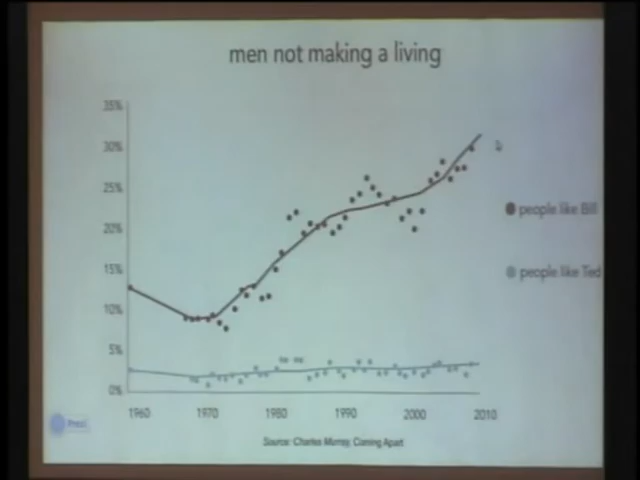 men not making a living
35%
30%
25%
20%
15%
10%
5%
0%
people like Bill
people like Ted
1960 1970 1980 1990 2000 2010
Prezi
Source: Charles Murray, Coming Apart